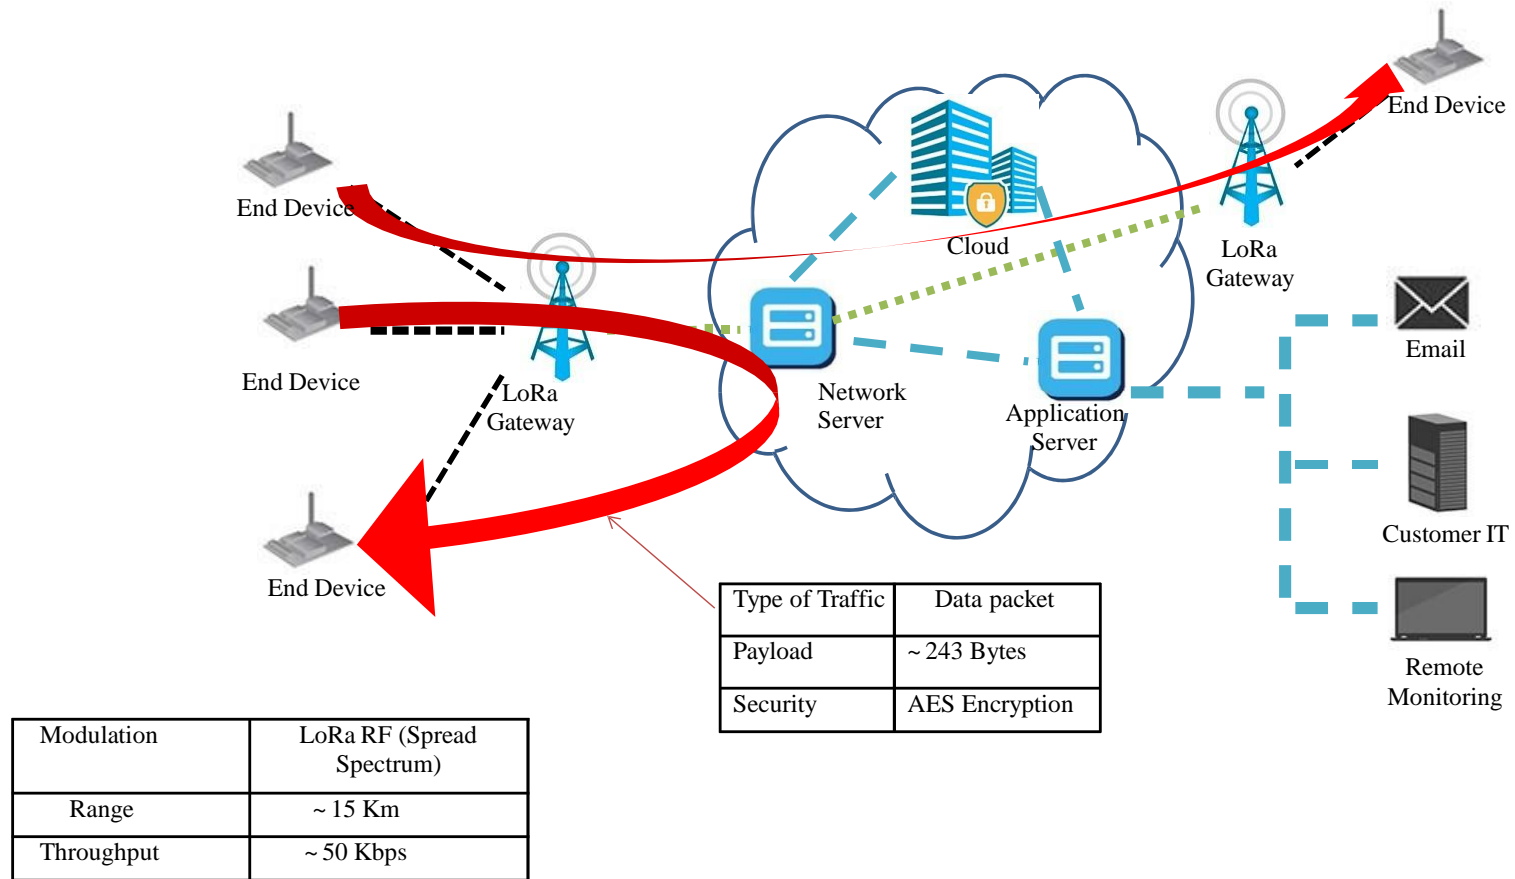 End Device
End Device
Cloud
LoRa
Gateway
End Device
Email
End Device
LoRa
Gateway
Network
Server
Application
Server
Customer IT
End Device
Type of Traffic Data packet
Payload ~ 243 Bytes
Security AES Encryption
Remote
Monitoring
Modulation LoRa RF (Spread
Spectrum)
Range ~ 15 Km
Throughput ~ 50 Kbps